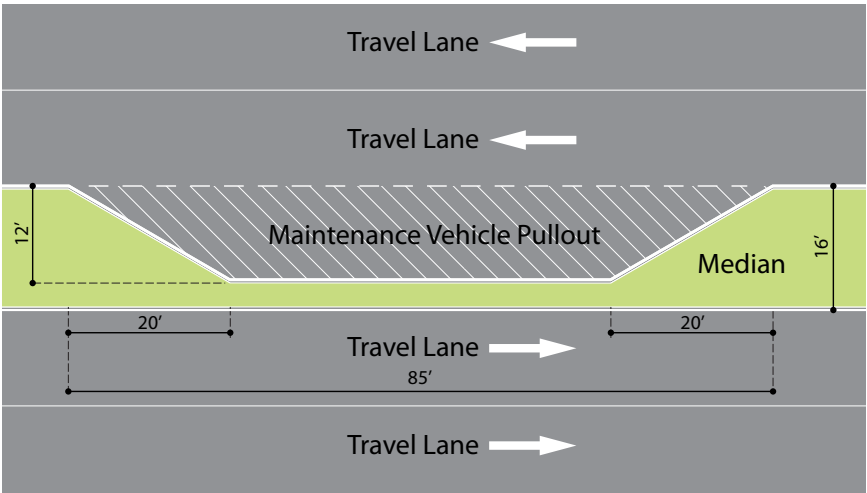 Travel Lane
Travel Lane
12′
Maintenance Vehicle Pullout
Median
16′
20′
20′
Travel Lane
85′
Travel Lane